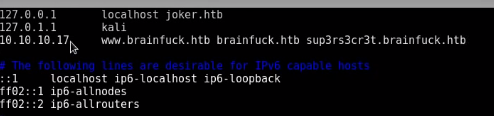 127.0.0.1 localhost joker.htb
127.0.1.1 kali
10.10.10.17 www.brainfuck.htb brainfuck.htb sup3rs3cr3t.brainfuck.htb
# The following lines are desirable for IPv6 capable hosts
::1 localhost ip6-localhost ip6-loopback
ff02::1 ip6-allnodes
ff02::2 ip6-allrouters